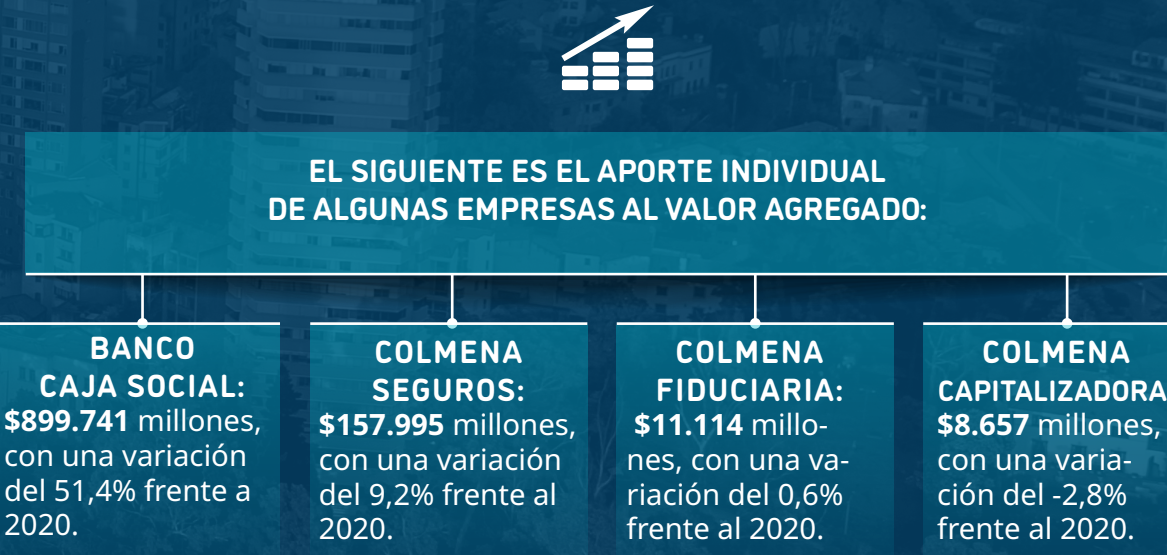 EL SIGUIENTE ES EL APORTE INDIVIDUAL
DE ALGUNAS EMPRESAS AL VALOR AGREGADO:
BANCO
CAJA SOCIAL:
$899.741 millones,
con una variación
del 51,4% frente a
2020.
COLMENA
SEGUROS:
$157.995 millones,
con una variación
del 9,2% frente al
2020.
COLMENA
FIDUCIARIA:
$11.114 millo-
nes, con una va-
riación del 0,6%
frente al 2020.
COLMENA
CAPITALIZADORA
$8.657 millones,
con una varia-
ción del -2,8%
frente al 2020.